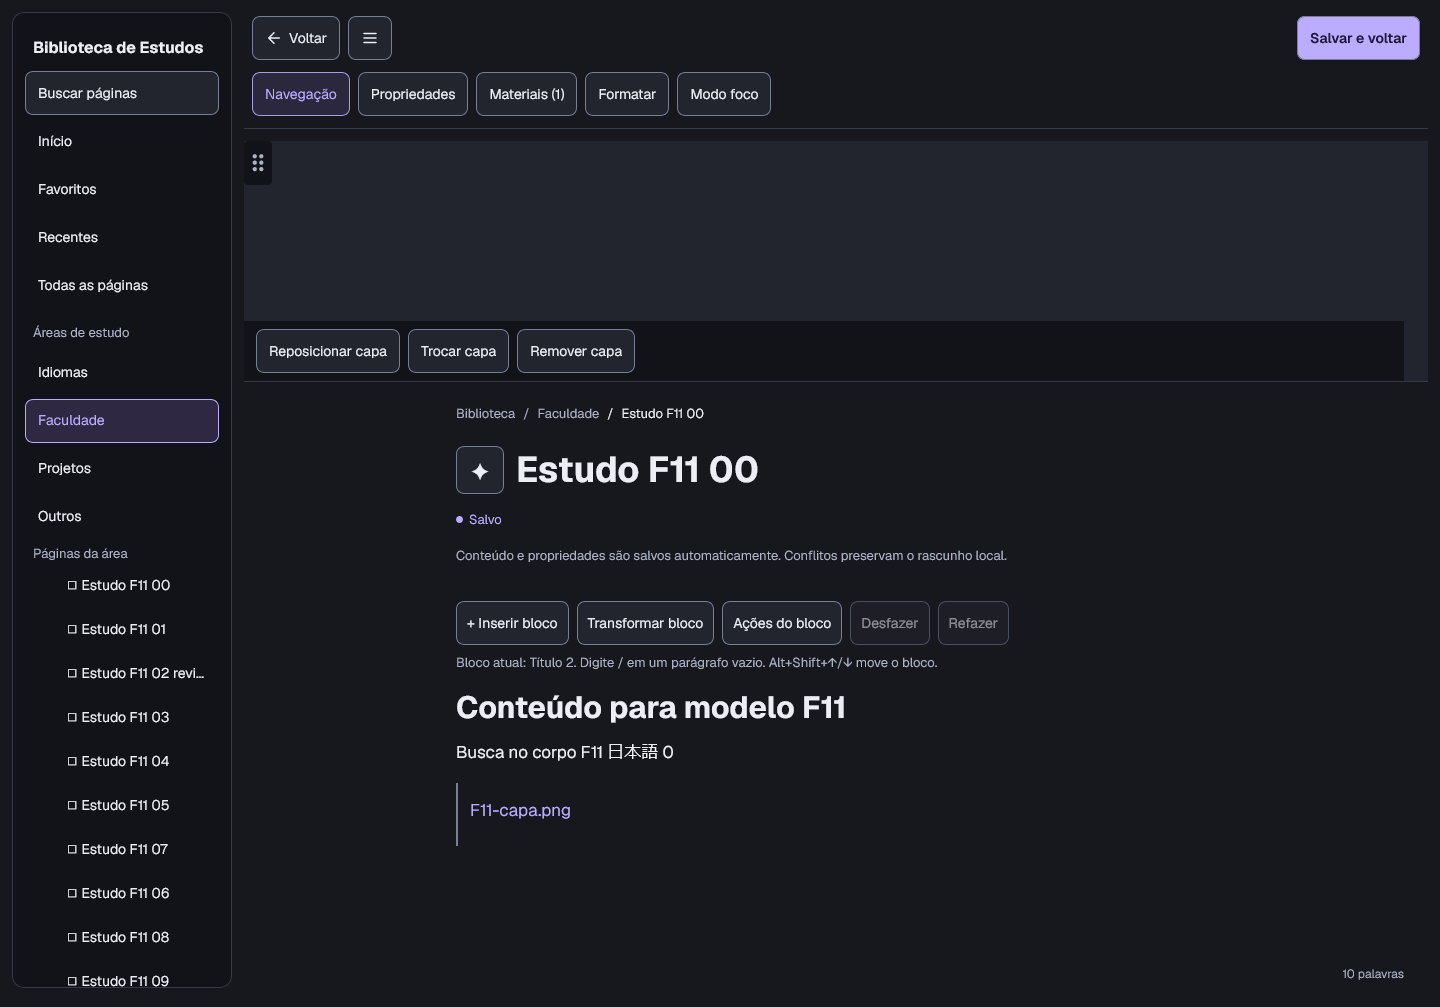 Biblioteca de Estudos
Buscar páginas
Início
Favoritos
Recentes
Todas as páginas
Áreas de estudo
Idiomas
Faculdade
Projetos
Outros
Páginas da área
Estudo F11 00
Estudo F11 01
Estudo F11 02 revi...
Estudo F11 03
Estudo F11 04
Estudo F11 05
Estudo F11 07
Estudo F11 06
Estudo F11 08
Estudo F11 09
← Voltar
Salvar e voltar
Navegação
Propriedades
Materiais (1)
Formatar
Modo foco
Reposicionar capa
Trocar capa
Remover capa
Biblioteca / Faculdade / Estudo F11 00
Estudo F11 00
Salvo
Conteúdo e propriedades são salvos automaticamente. Conflitos preservam o rascunho local.
+ Inserir bloco
Transformar bloco
Ações do bloco
Desfazer
Refazer
Bloco atual: Título 2. Digite / em um parágrafo vazio. Alt+Shift+↑/↓ move o bloco.
Conteúdo para modelo F11
Busca no corpo F11 日本語 0
F11-capa.png
10 palavras